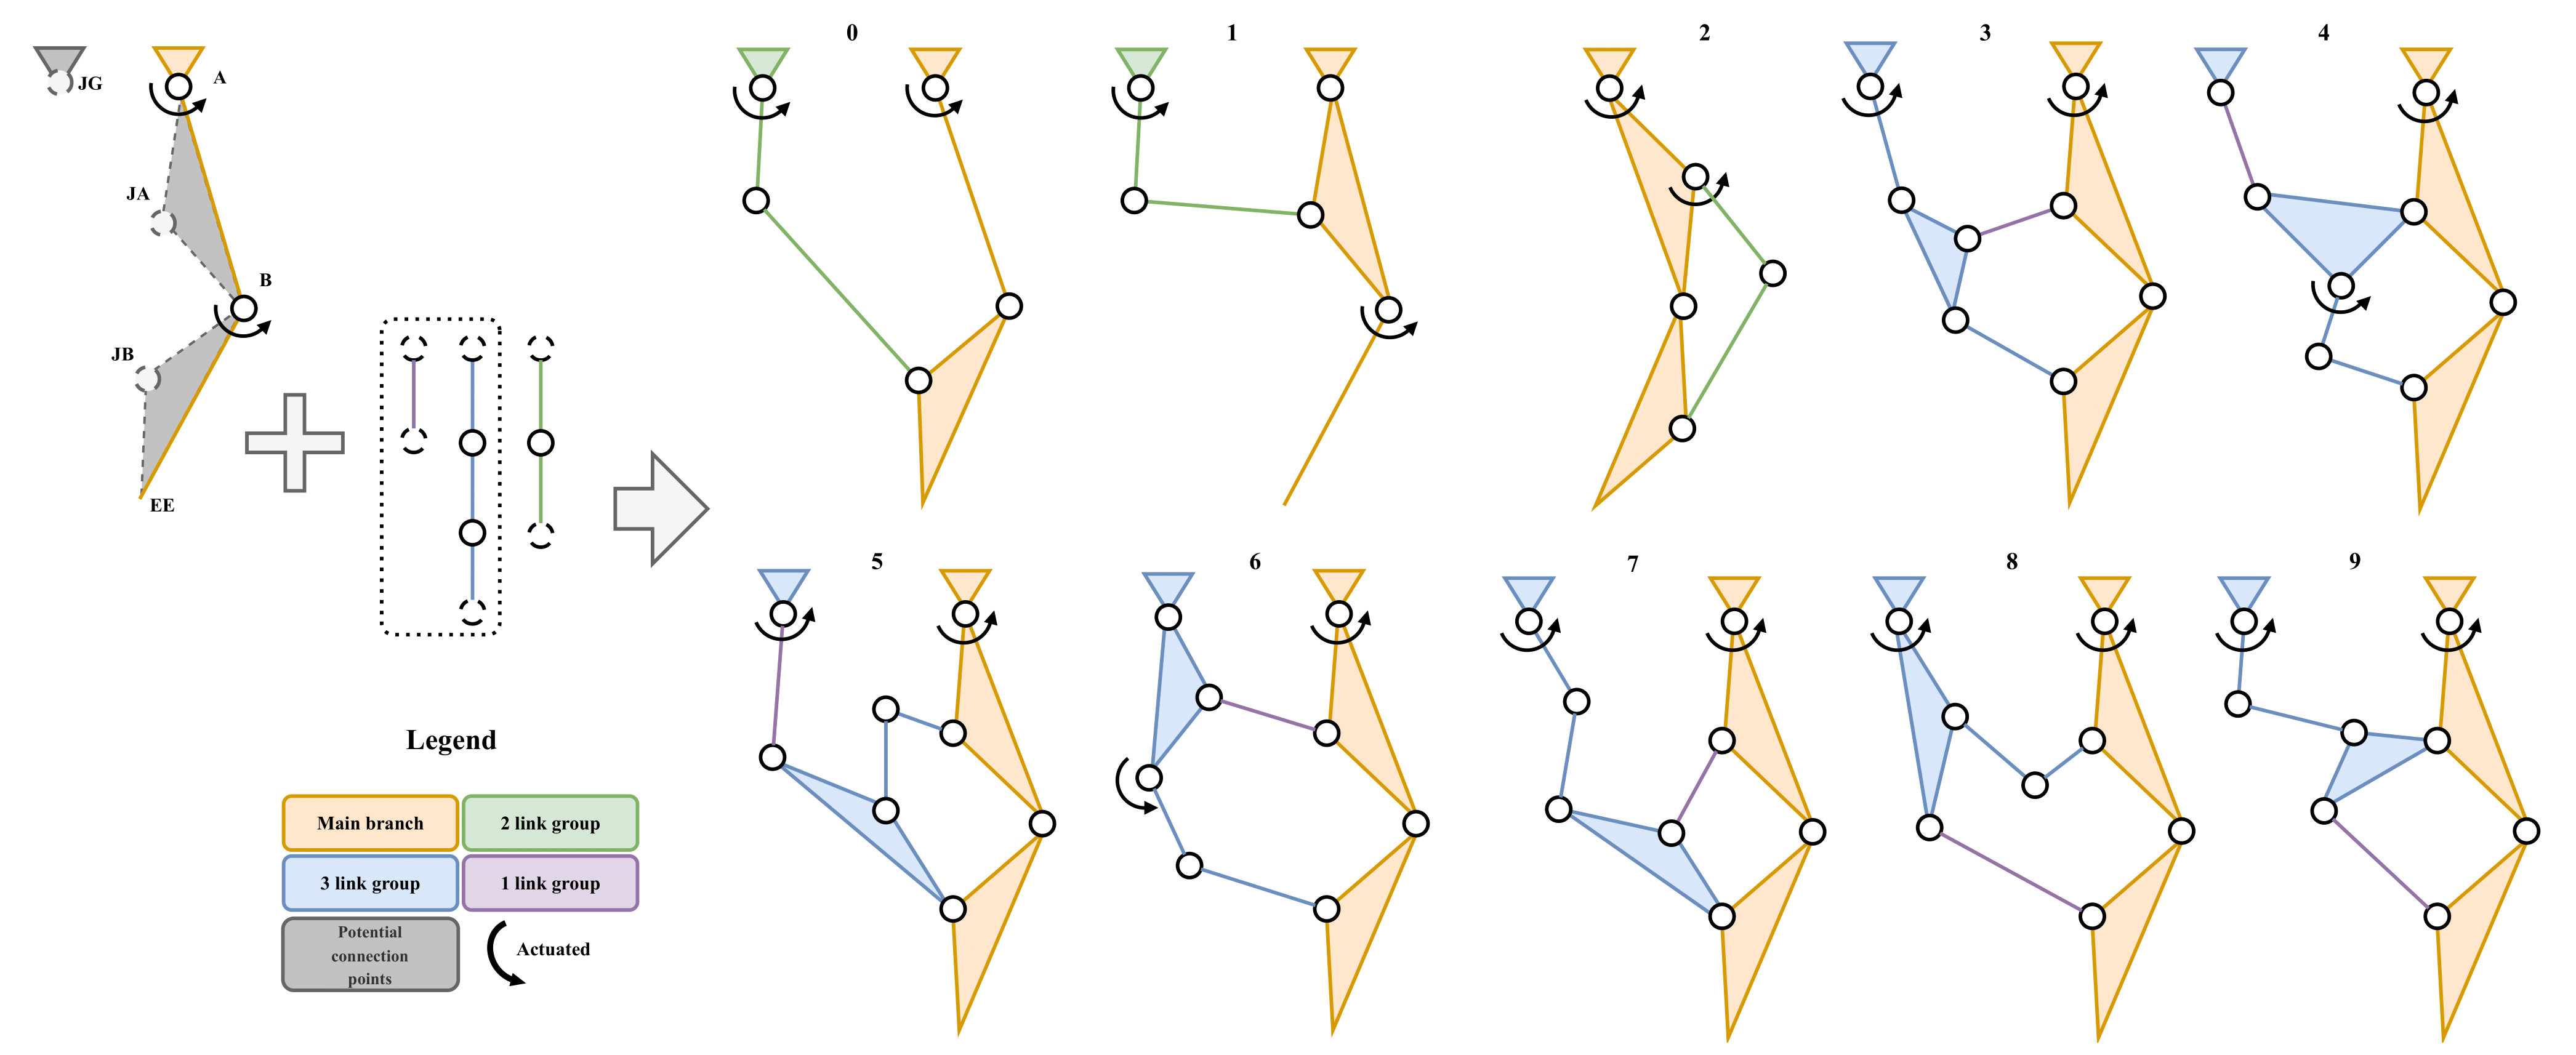 JG
A
JA
B
JB
EE
0
1
2
3
4
5
6
7
8
9
Legend
Main branch
2 link group
3 link group
1 link group
Potential
connection
points
Actuated